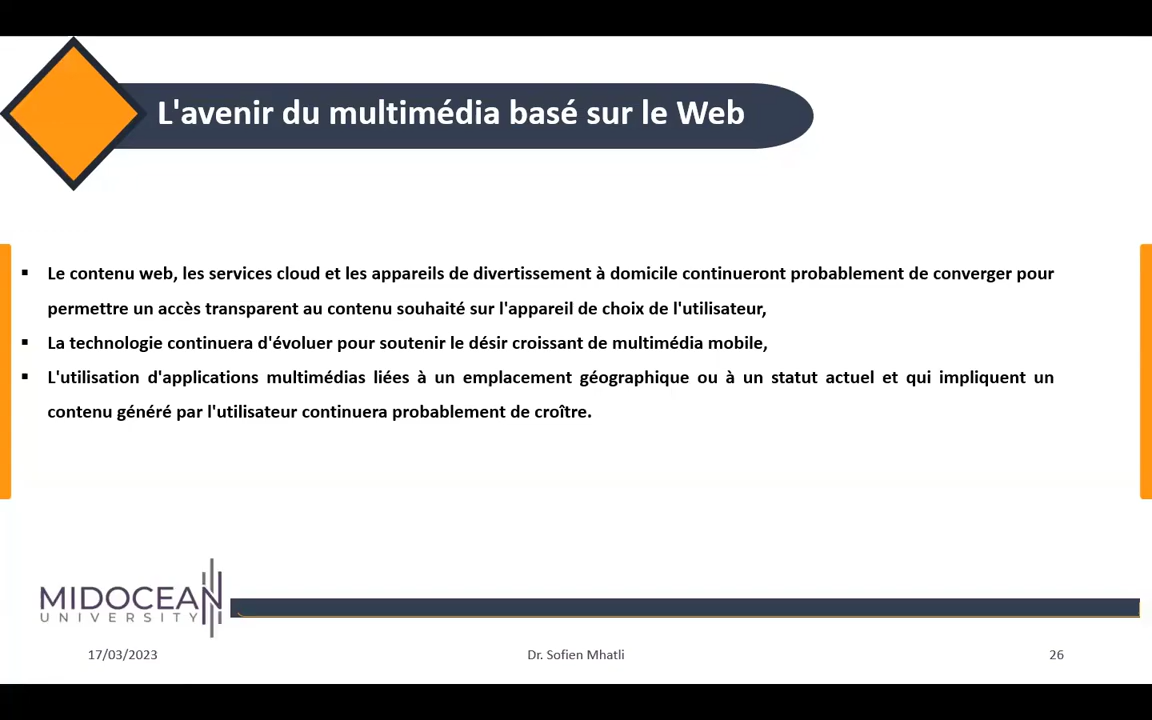 L'avenir du multimédia basé sur le Web
▪ Le contenu web, les services cloud et les appareils de divertissement à domicile continueront probablement de converger pour
permettre un accès transparent au contenu souhaité sur l'appareil de choix de l'utilisateur,
▪ La technologie continuera d'évoluer pour soutenir le désir croissant de multimédia mobile,
▪ L'utilisation d'applications multimédias liées à un emplacement géographique ou à un statut actuel et qui impliquent un
contenu généré par l'utilisateur continuera probablement de croître.
MIDOCEAN
UNIVERSITY
17/03/2023
Dr. Sofien Mhatli
26